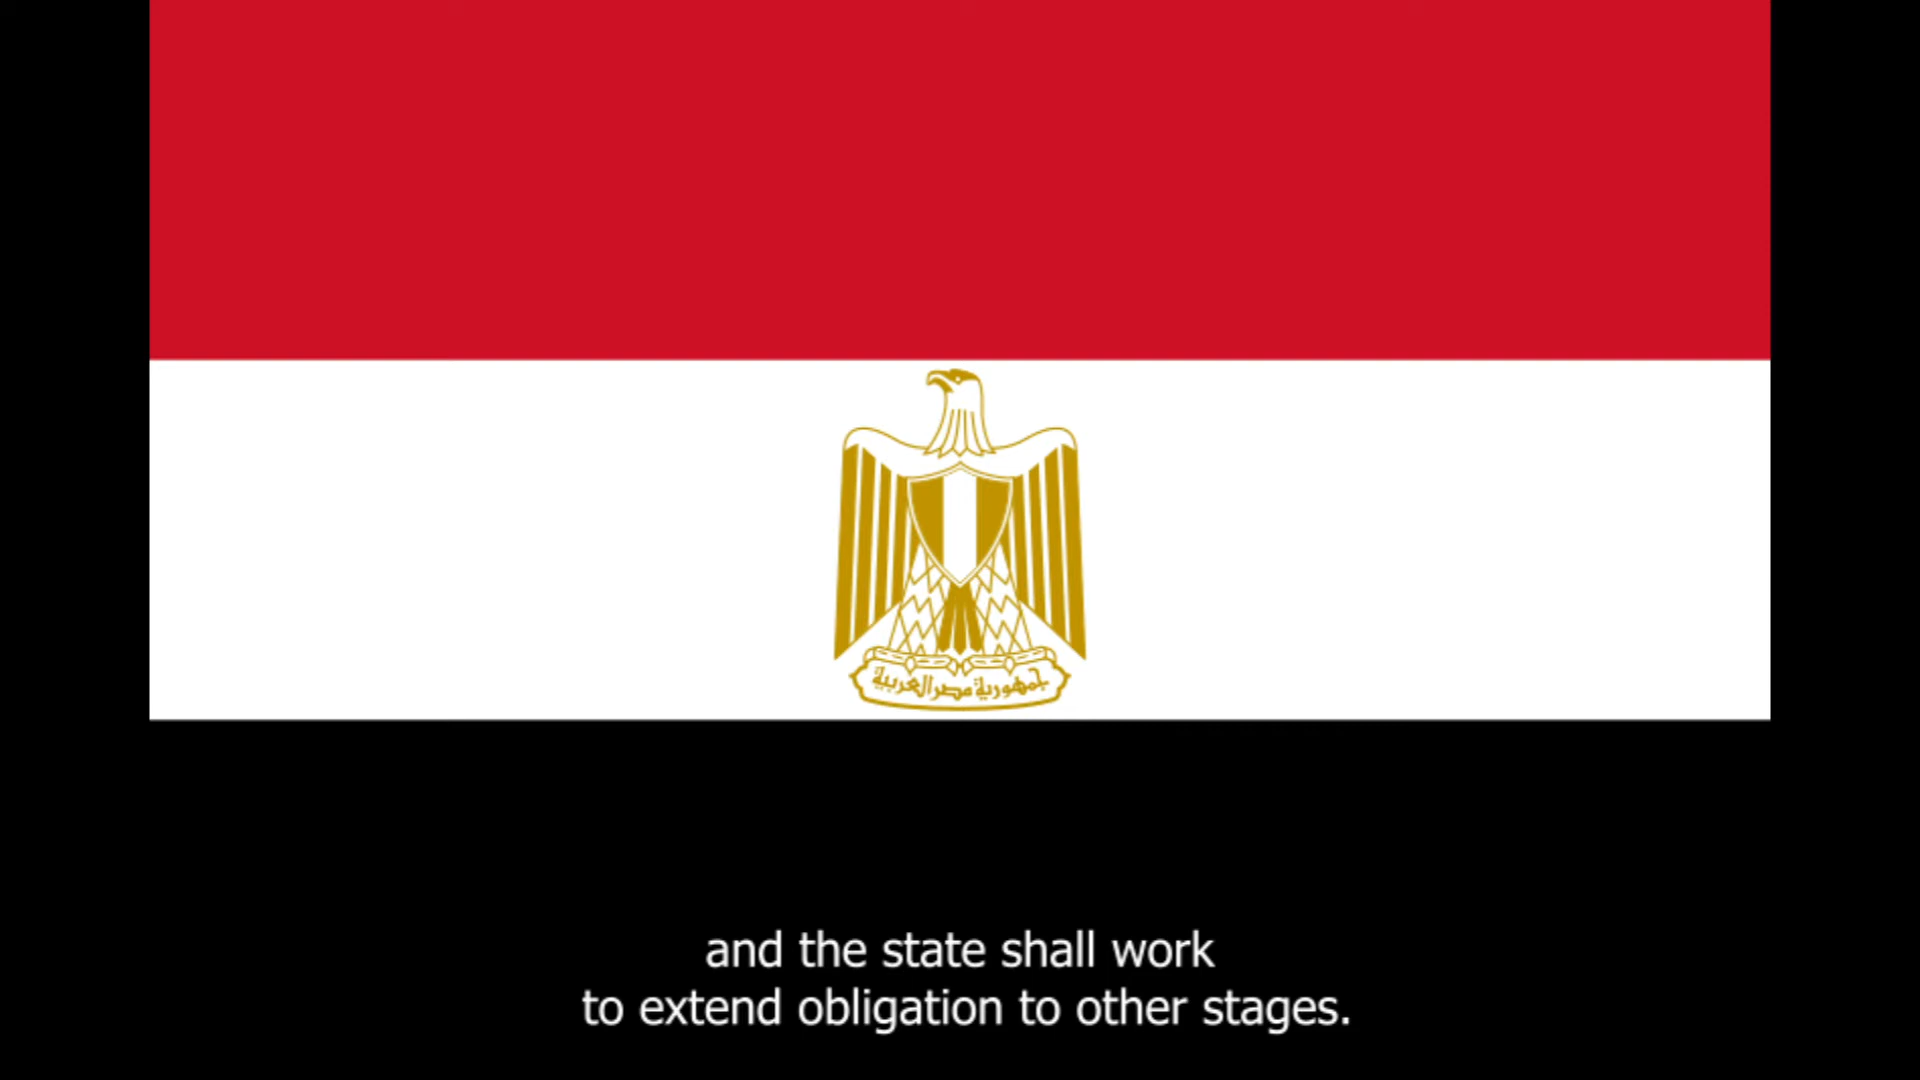 جمهورية مصر العربية
and the state shall work
to extend obligation to other stages.